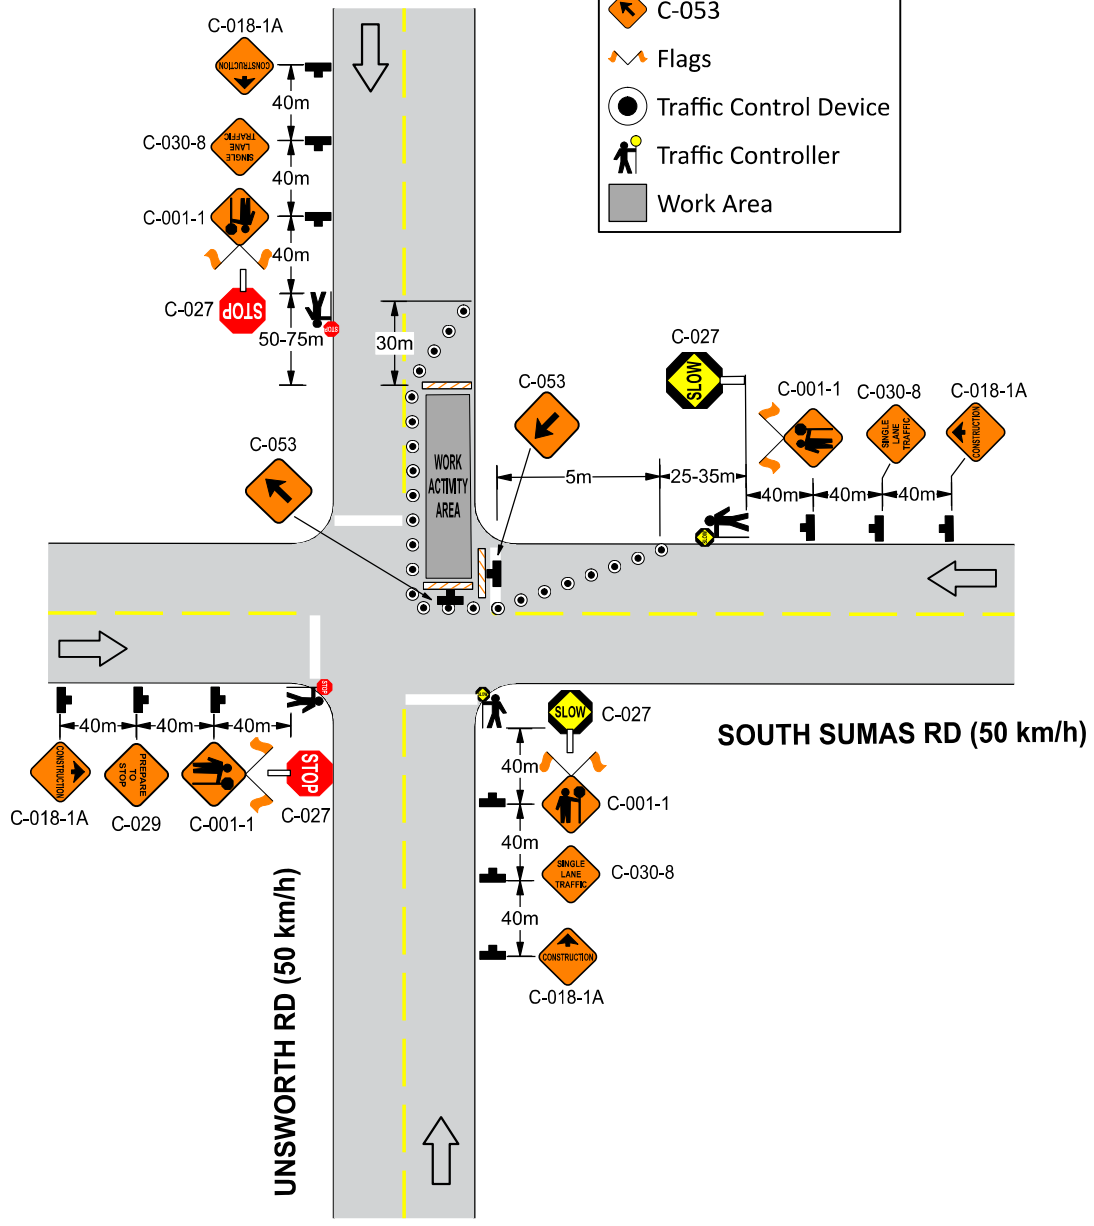 C-053
Flags
Traffic Control Device
Traffic Controller
Work Area
C-018-1A
CONSTRUCTION
40m
C-030-8
SINGLE
LANE
TRAFFIC
40m
C-001-1
40m
C-027
STOP
STOP
50-75m
30m
C-053
C-053
WORK
ACTIVITY
AREA
C-027
SLOW
C-001-1
C-030-8
SINGLE
LANE
TRAFFIC
C-018-1A
CONSTRUCTION
5m
25-35m
40m
40m
40m
SLOW
STOP
40m
40m
40m
CONSTRUCTION
C-018-1A
PREPARE
TO
STOP
C-029
C-001-1
STOP
C-027
SLOW
SLOW
C-027
40m
C-001-1
40m
SINGLE
LANE
TRAFFIC
C-030-8
40m
CONSTRUCTION
C-018-1A
SOUTH SUMAS RD (50 km/h)
UNSWORTH RD (50 km/h)